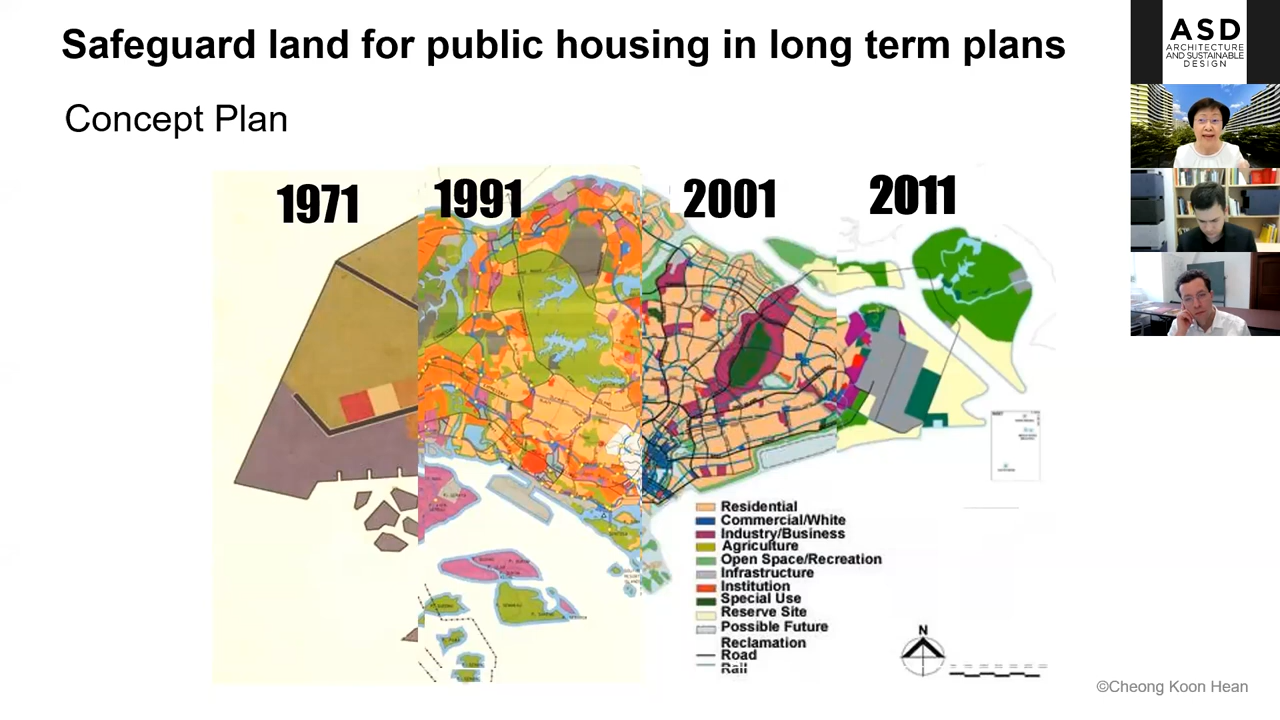 Safeguard land for public housing in long term plans
ASD
ARCHITECTURE
AND SUSTAINABLE
DESIGN
Concept Plan
1971
1991
2001
2011
Residential
Commercial/White
Industry/Business
Agriculture
Open Space/Recreation
Infrastructure
Institution
Special Use
Reserve Site
Possible Future
Reclamation
Road
Rail
N
©Cheong Koon Hean